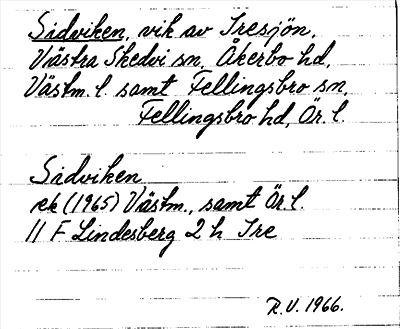 Sidviken, vik av Tresjön,
Västra Skedvi sn, Åkerbo hd,
Västm. l. samt Fellingsbro sn,
Fellingsbro hd, Ör. l.
Sidviken
ek (1965) Västm., samt Ör l.
11 F Lindesberg 2 h Tre
R.V. 1966.